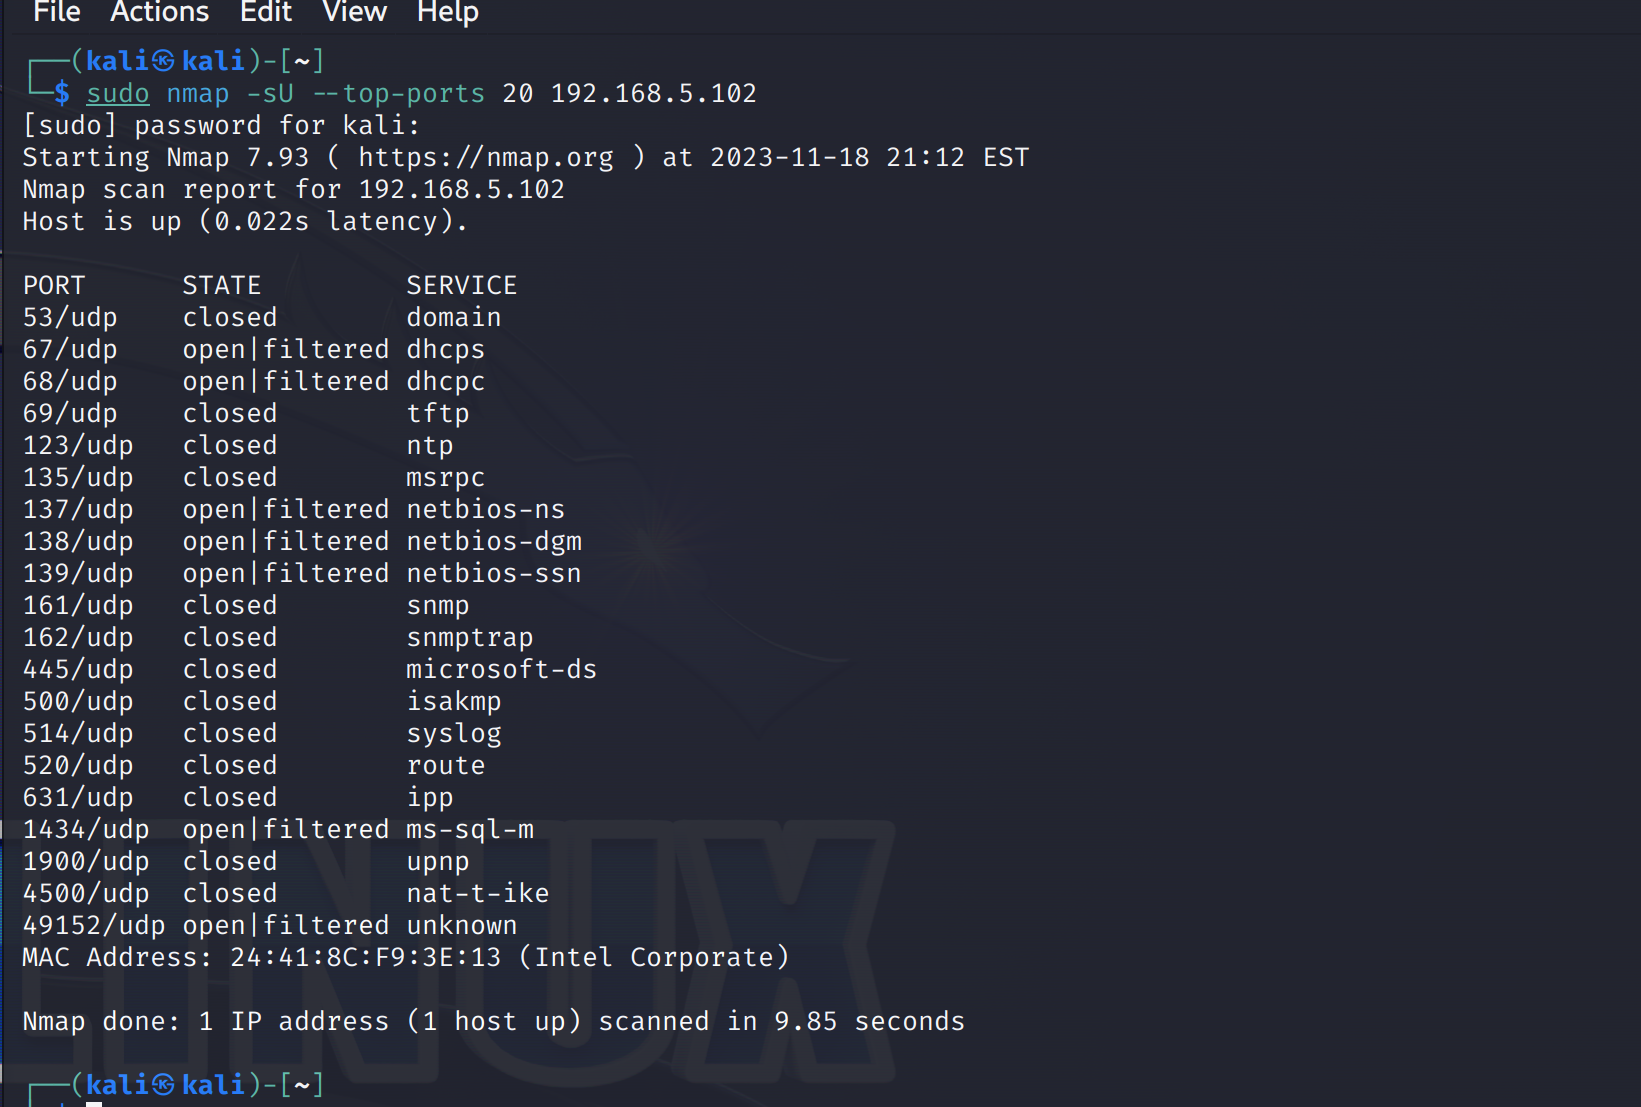 File Actions Edit View Help
┌──(kali㉿kali)-[~]
└─$ sudo nmap -sU --top-ports 20 192.168.5.102
[sudo] password for kali:
Starting Nmap 7.93 ( https://nmap.org ) at 2023-11-18 21:12 EST
Nmap scan report for 192.168.5.102
Host is up (0.022s latency).
PORT STATE SERVICE
53/udp closed domain
67/udp open|filtered dhcps
68/udp open|filtered dhcpc
69/udp closed tftp
123/udp closed ntp
135/udp closed msrpc
137/udp open|filtered netbios-ns
138/udp open|filtered netbios-dgm
139/udp open|filtered netbios-ssn
161/udp closed snmp
162/udp closed snmptrap
445/udp closed microsoft-ds
500/udp closed isakmp
514/udp closed syslog
520/udp closed route
631/udp closed ipp
1434/udp open|filtered ms-sql-m
1900/udp closed upnp
4500/udp closed nat-t-ike
49152/udp open|filtered unknown
MAC Address: 24:41:8C:F9:3E:13 (Intel Corporate)
Nmap done: 1 IP address (1 host up) scanned in 9.85 seconds
┌──(kali㉿kali)-[~]
LINUX